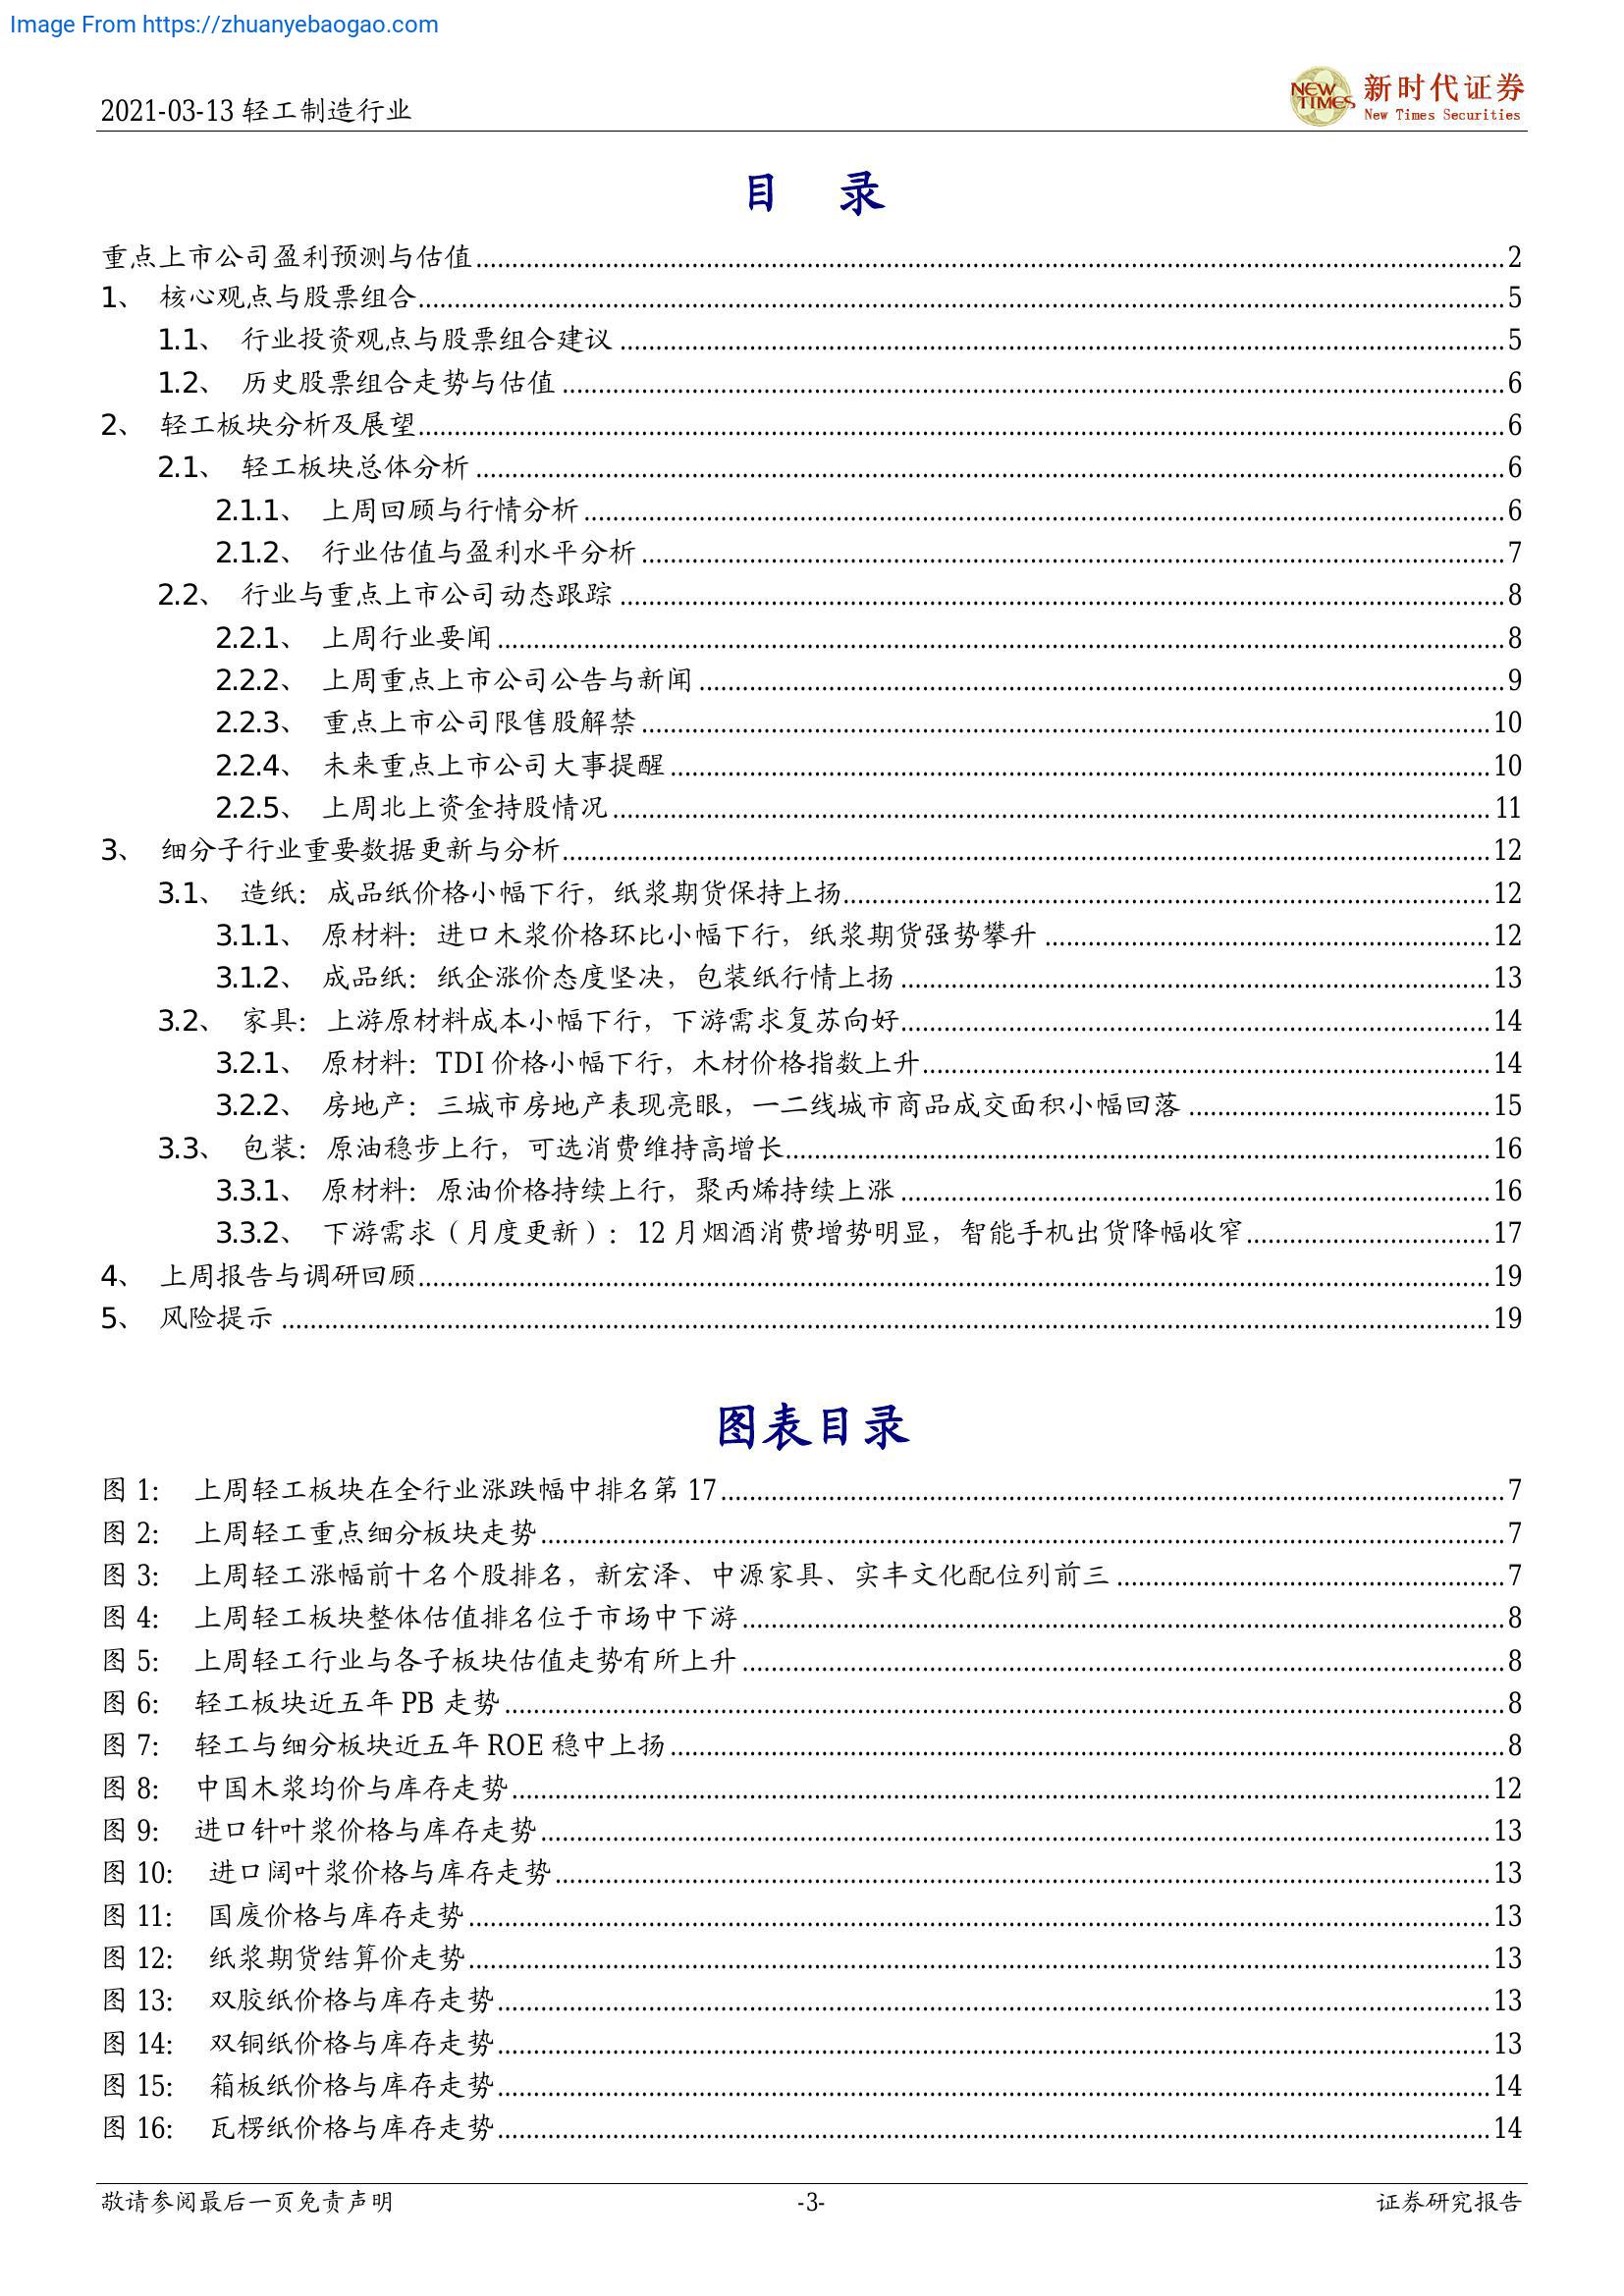 Image From https://zhuanyebaogao.com
2021-03-13 轻工制造行业
NEW TIMES 新时代证券
New Times Securities
目 录
重点上市公司盈利预测与估值 2
1、 核心观点与股票组合 5
1.1、 行业投资观点与股票组合建议 5
1.2、 历史股票组合走势与估值 6
2、 轻工板块分析及展望 6
2.1、 轻工板块总体分析 6
2.1.1、 上周回顾与行情分析 6
2.1.2、 行业估值与盈利水平分析 7
2.2、 行业与重点上市公司动态跟踪 8
2.2.1、 上周行业要闻 8
2.2.2、 上周重点上市公司公告与新闻 9
2.2.3、 重点上市公司限售股解禁 10
2.2.4、 未来重点上市公司大事提醒 10
2.2.5、 上周北上资金持股情况 11
3、 细分子行业重要数据更新与分析 12
3.1、 造纸：成品纸价格小幅下行，纸浆期货保持上扬 12
3.1.1、 原材料：进口木浆价格环比小幅下行，纸浆期货强势攀升 12
3.1.2、 成品纸：纸企涨价态度坚决，包装纸行情上扬 13
3.2、 家具：上游原材料成本小幅下行，下游需求复苏向好 14
3.2.1、 原材料：TDI 价格小幅下行，木材价格指数上升 14
3.2.2、 房地产：三城市房地产表现亮眼，一二线城市商品成交面积小幅回落 15
3.3、 包装：原油稳步上行，可选消费维持高增长 16
3.3.1、 原材料：原油价格持续上行，聚丙烯持续上涨 16
3.3.2、 下游需求（月度更新）：12 月烟酒消费增势明显，智能手机出货降幅收窄 17
4、 上周报告与调研回顾 19
5、 风险提示 19
图表目录
图 1： 上周轻工板块在全行业涨跌幅中排名第 17 7
图 2： 上周轻工重点细分板块走势 7
图 3： 上周轻工涨幅前十名个股排名，新宏泽、中源家具、实丰文化配位列前三 7
图 4： 上周轻工板块整体估值排名位于市场中下游 8
图 5： 上周轻工行业与各子板块估值走势有所上升 8
图 6： 轻工板块近五年 PB 走势 8
图 7： 轻工与细分板块近五年 ROE 稳中上扬 8
图 8： 中国木浆均价与库存走势 12
图 9： 进口针叶浆价格与库存走势 13
图 10： 进口阔叶浆价格与库存走势 13
图 11： 国废价格与库存走势 13
图 12： 纸浆期货结算价走势 13
图 13： 双胶纸价格与库存走势 13
图 14： 双铜纸价格与库存走势 13
图 15： 箱板纸价格与库存走势 14
图 16： 瓦楞纸价格与库存走势 14
敬请参阅最后一页免责声明 -3- 证券研究报告